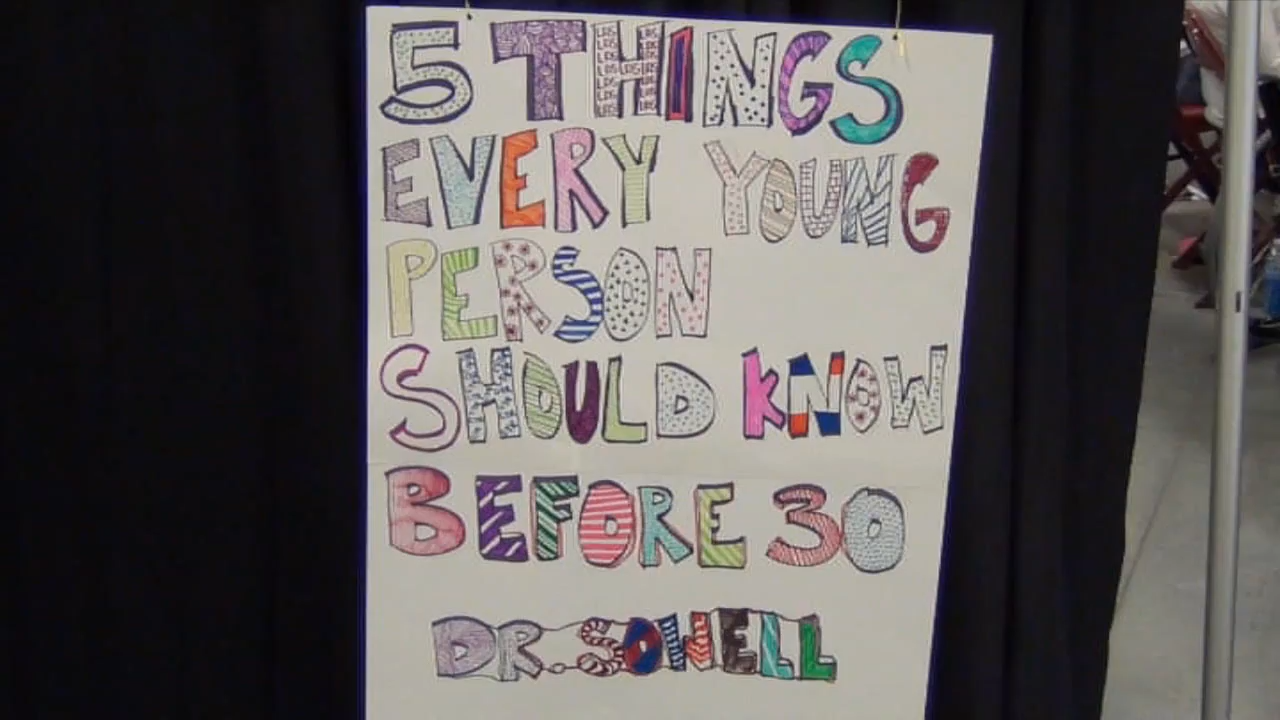 5 THINGS
EVERY YOUNG
PERSON
SHOULD KNOW
BEFORE 30
DR. SOWELL